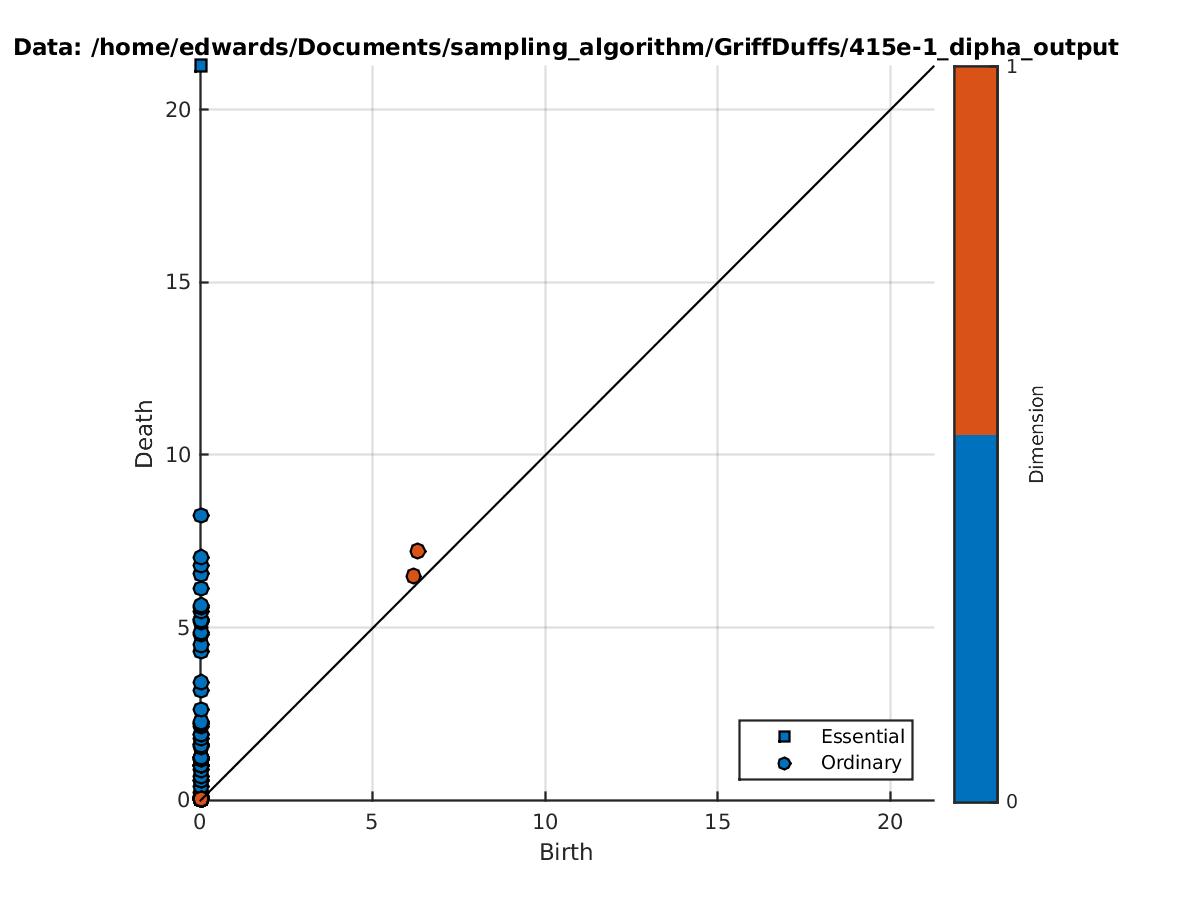 Data: /home/edwards/Documents/sampling_algorithm/GriffDuffs/415e-1_dipha_output
1
20
15
10
5
0
Death
0 5 10 15 20
Birth
Essential
Ordinary
Dimension
0